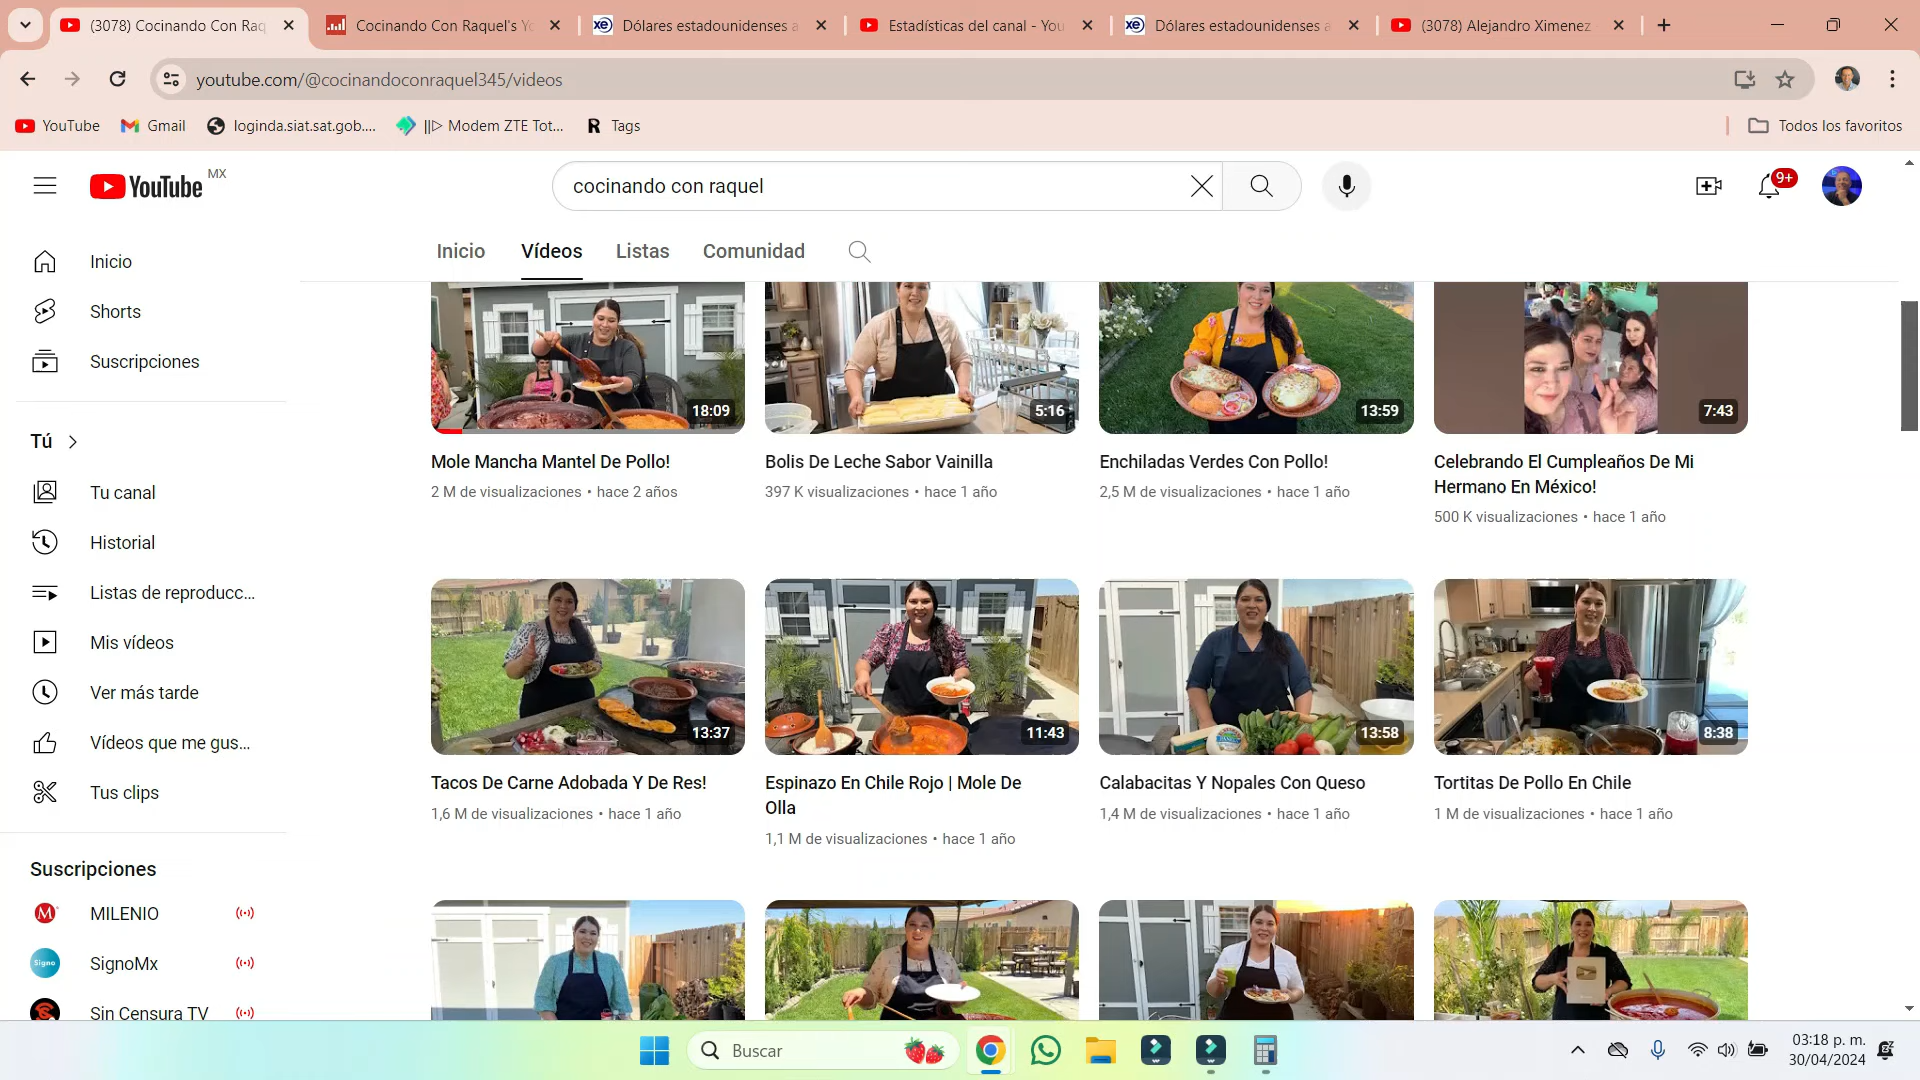 (3078) Cocinando Con Raq
Cocinando Con Raquel's Yo
xe
Dólares estadounidenses a
Estadísticas del canal - You
xe
Dólares estadounidenses a
(3078) Alejandro Ximenez
youtube.com/@cocinandoconraquel345/videos
YouTube
Gmail
loginda.siat.sat.gob....
||▷ Modem ZTE Tot...
R Tags
Todos los favoritos
YouTube MX
cocinando con raquel
9+
Inicio
Vídeos
Listas
Comunidad
Inicio
Shorts
Suscripciones
Tú
Tu canal
Historial
Listas de reproducc...
Mis vídeos
Ver más tarde
Vídeos que me gus...
Tus clips
Suscripciones
MILENIO
Signo
SignoMx
Sin Censura TV
18:09
5:16
13:59
7:43
Mole Mancha Mantel De Pollo!
2 M de visualizaciones • hace 2 años
Bolis De Leche Sabor Vainilla
397 K visualizaciones • hace 1 año
Enchiladas Verdes Con Pollo!
2,5 M de visualizaciones • hace 1 año
Celebrando El Cumpleaños De Mi
Hermano En México!
500 K visualizaciones • hace 1 año
13:37
11:43
13:58
8:38
Tacos De Carne Adobada Y De Res!
1,6 M de visualizaciones • hace 1 año
Espinazo En Chile Rojo | Mole De
Olla
1,1 M de visualizaciones • hace 1 año
Calabacitas Y Nopales Con Queso
1,4 M de visualizaciones • hace 1 año
Tortitas De Pollo En Chile
1 M de visualizaciones • hace 1 año
Buscar
03:18 p. m.
30/04/2024